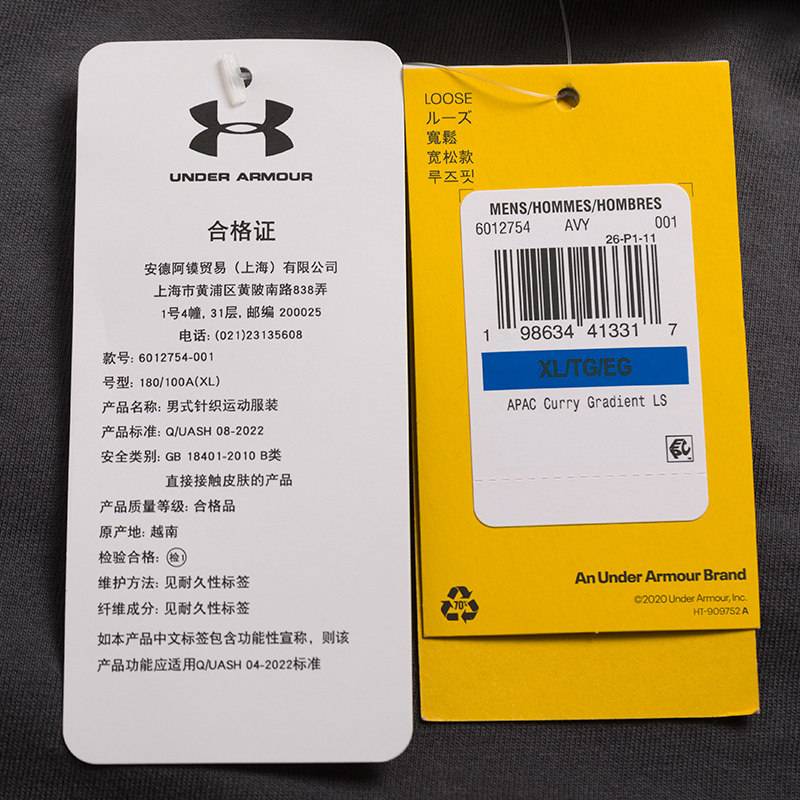 UNDER ARMOUR
合格证
安德阿镆贸易（上海）有限公司
上海市黄浦区黄陂南路838弄
1号4幢, 31层, 邮编 200025
电话: (021)23135608
款号: 6012754-001
号型: 180/100A(XL)
产品名称: 男式针织运动服装
产品标准: Q/UASH 08-2022
安全类别: GB 18401-2010 B类
直接接触皮肤的产品
产品质量等级: 合格品
原产地: 越南
检验合格: 检1
维护方法: 见耐久性标签
纤维成分: 见耐久性标签
如本产品中文标签包含功能性宣称，则该
产品功能应适用Q/UASH 04-2022标准
LOOSE
ルーズ
寬鬆
宽松款
루즈핏
MENS/HOMMES/HOMBRES
6012754 AVY 001
26-P1-11
1 98634 41331 7
XL/TG/EG
APAC Curry Gradient LS
70%
An Under Armour Brand
©2020 Under Armour, Inc.
HT-909752 A